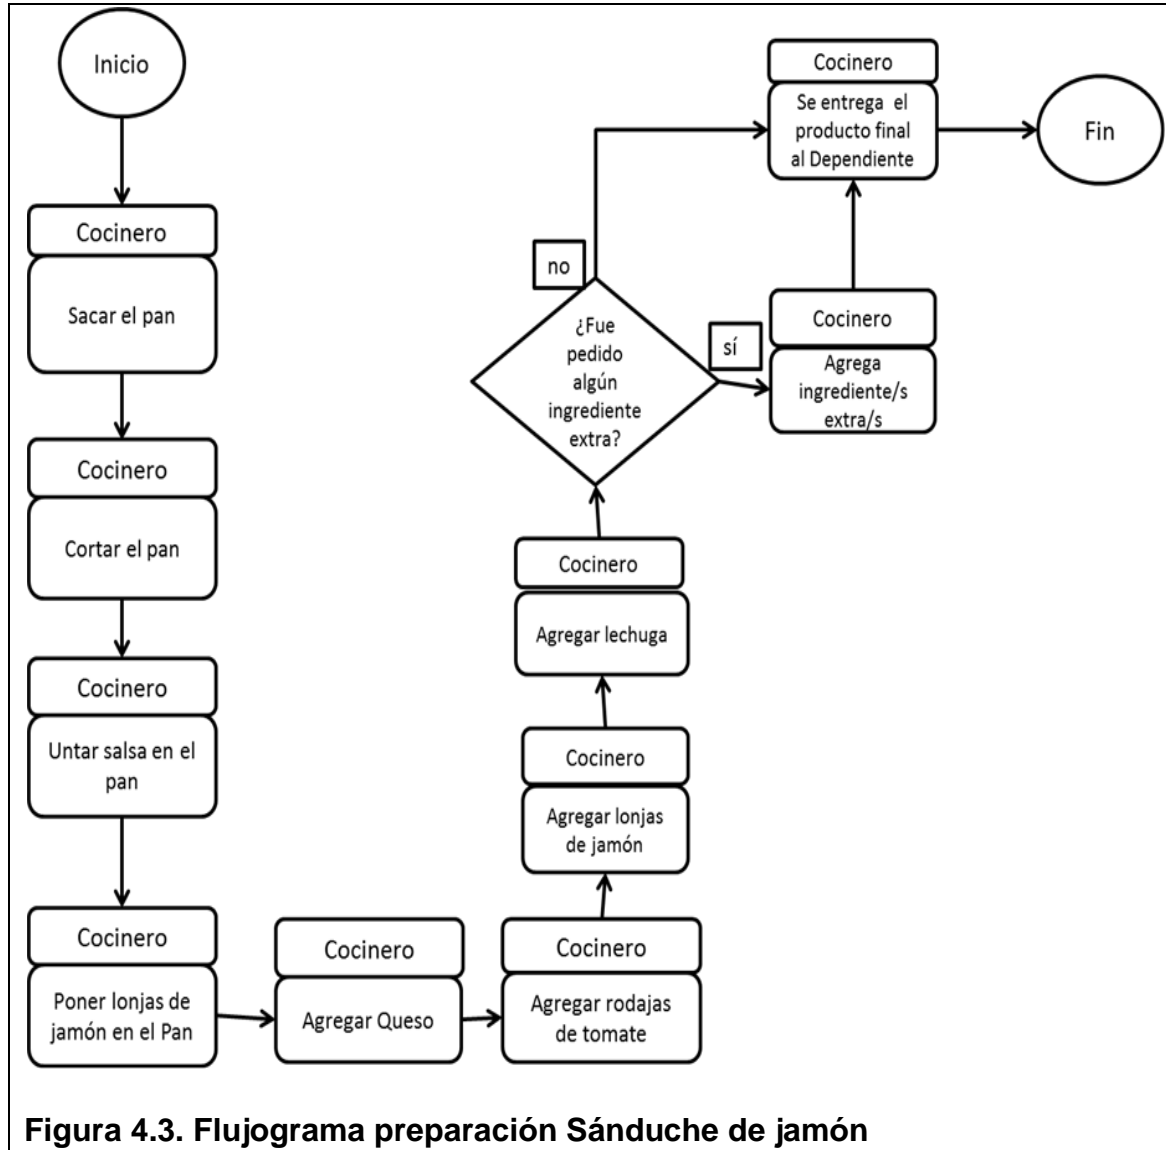 Inicio
Cocinero
Sacar el pan
Cocinero
Cortar el pan
Cocinero
Untar salsa en el
pan
Cocinero
Poner lonjas de
jamón en el Pan
Cocinero
Agregar Queso
Cocinero
Agregar rodajas
de tomate
Cocinero
Agregar lonjas
de jamón
Cocinero
Agregar lechuga
¿Fue
pedido
algún
ingrediente
extra?
no
sí
Cocinero
Agrega
ingrediente/s
extra/s
Cocinero
Se entrega el
producto final
al Dependiente
Fin
Figura 4.3. Flujograma preparación Sánduche de jamón